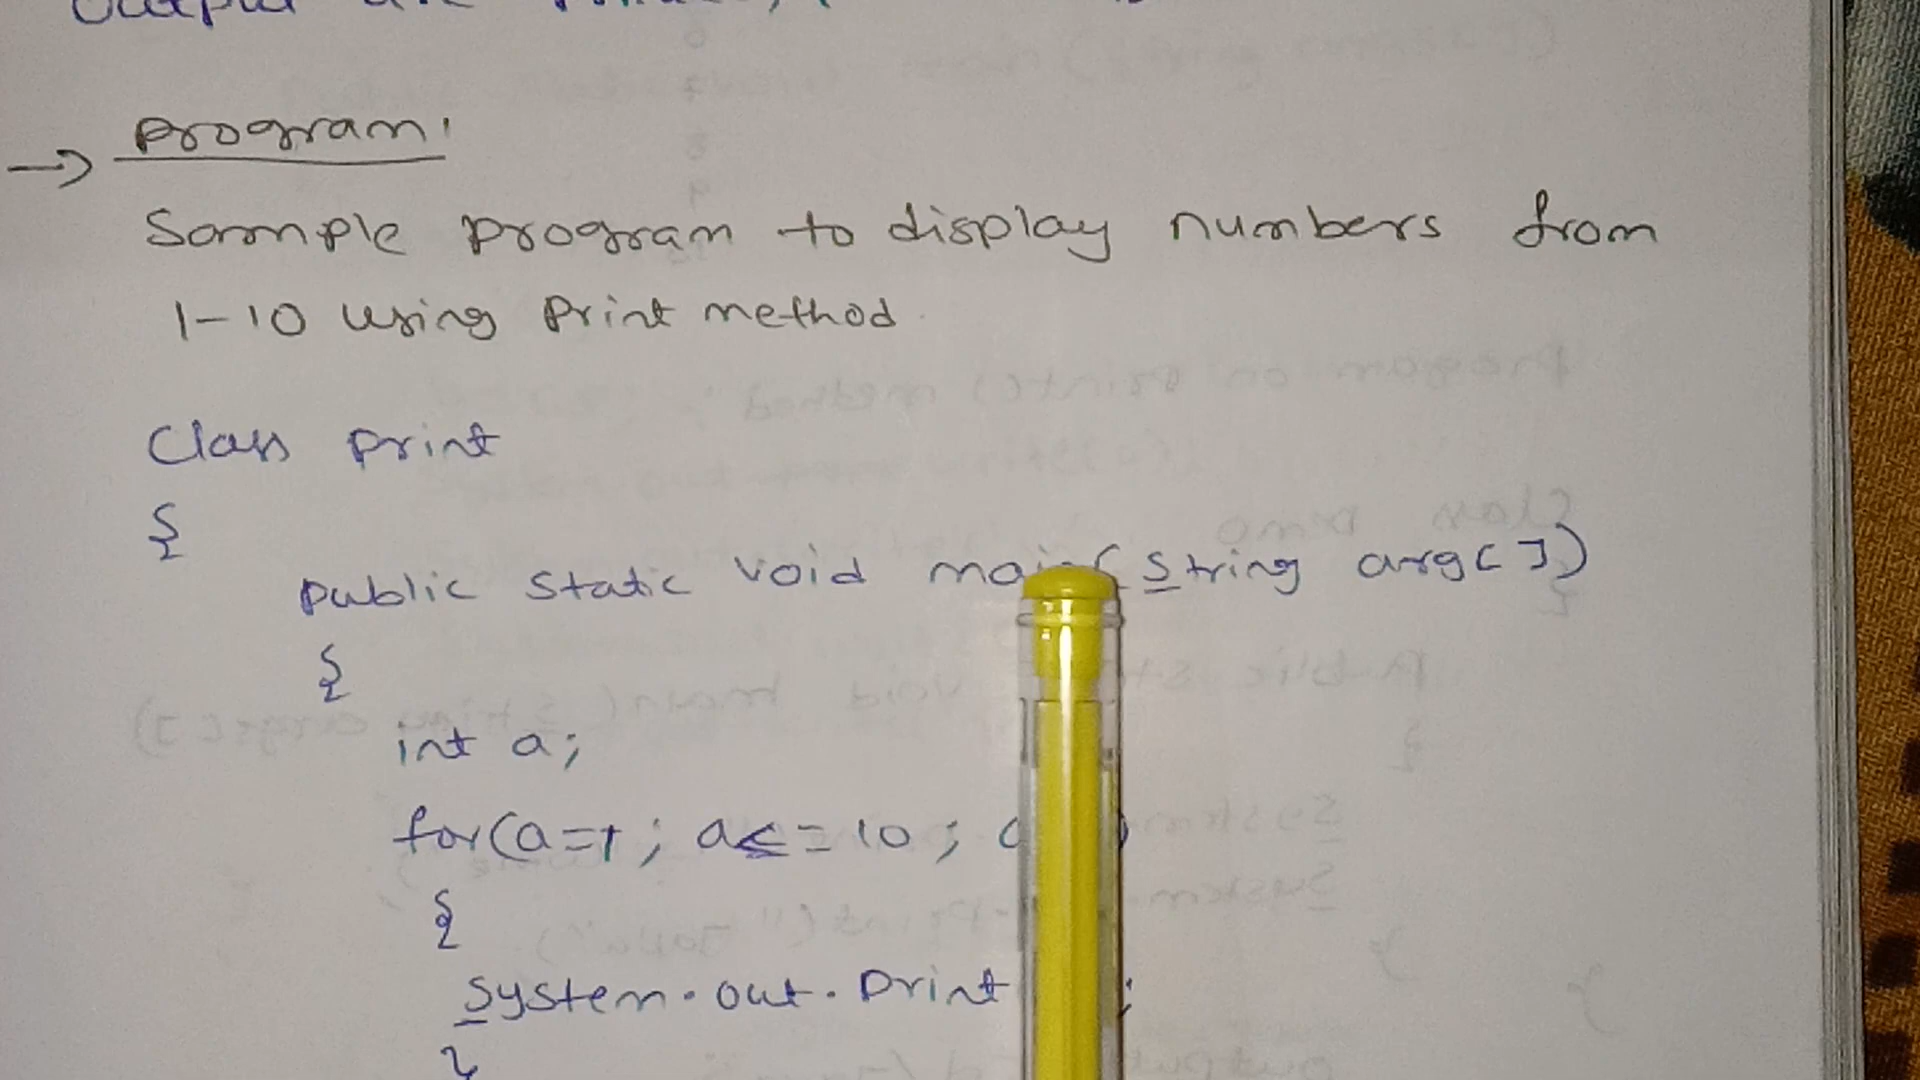 → Program:
Sample program to display numbers from
1-10 using Print method
Class print
{
public static void main(String arg[])
{
int a;
for(a=1; a<=10;
{
System.out.Print
}